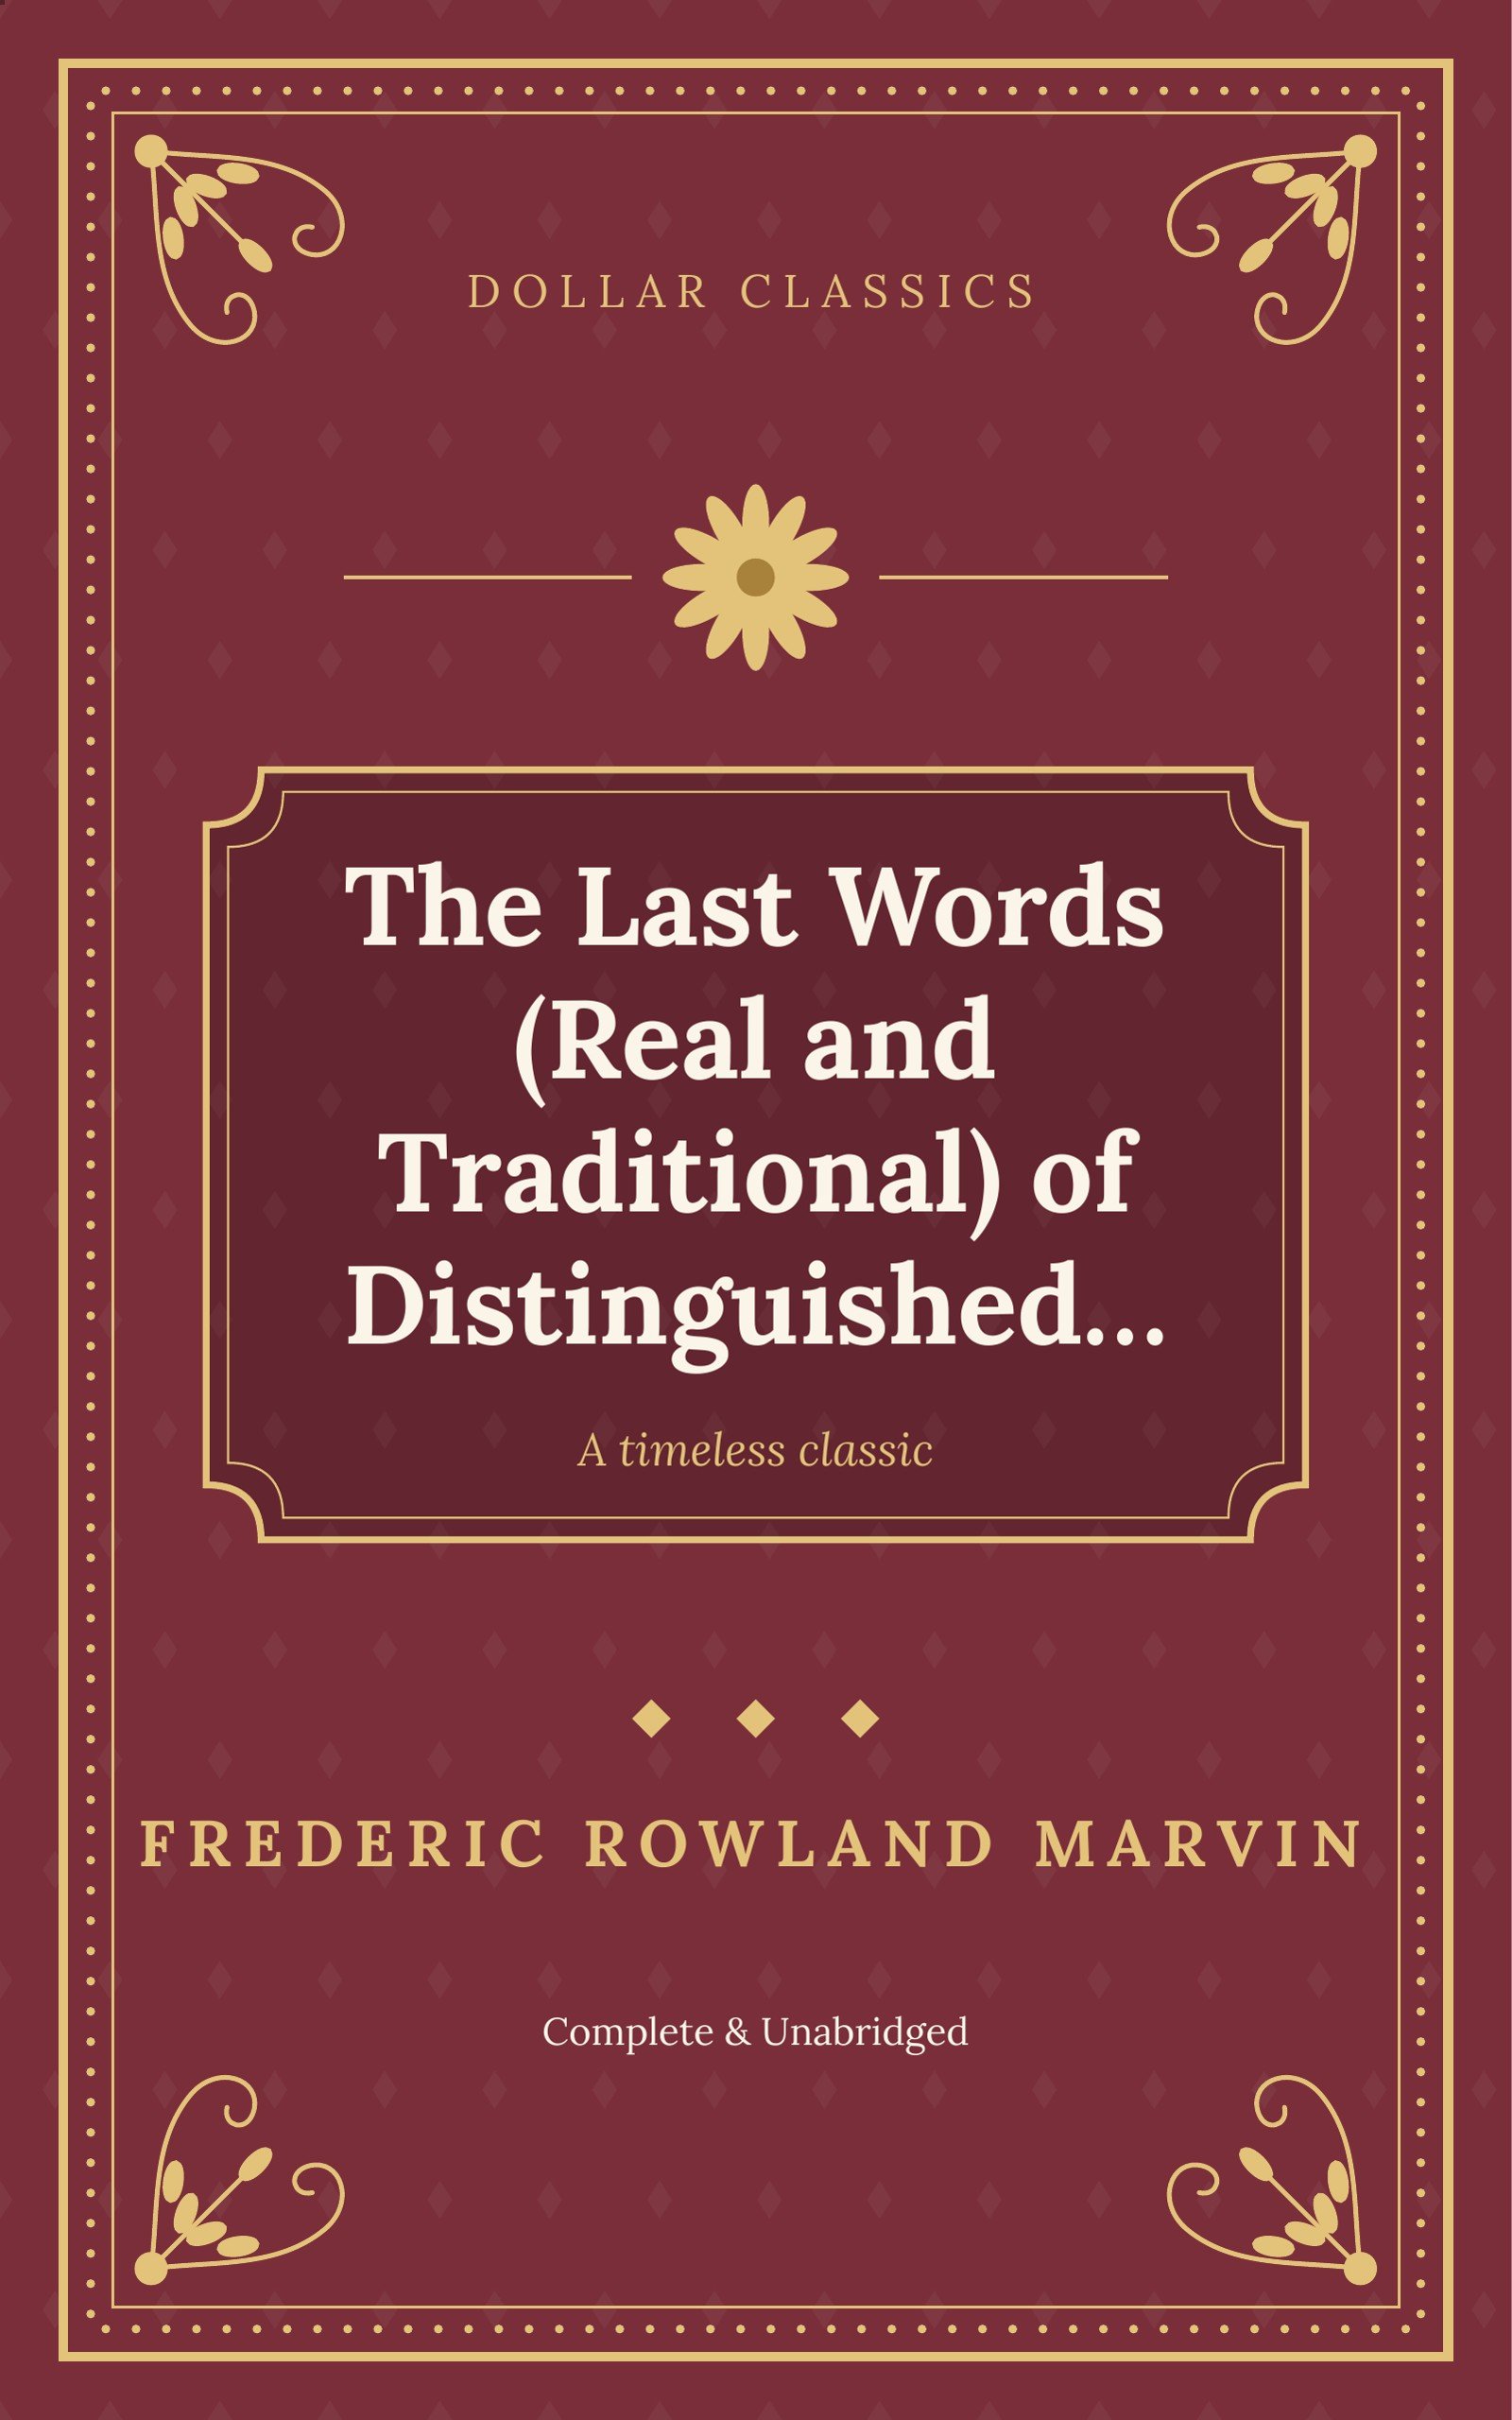 DOLLAR CLASSICS
The Last Words
(Real and
Traditional) of
Distinguished...
A timeless classic
FREDERIC ROWLAND MARVIN
Complete & Unabridged